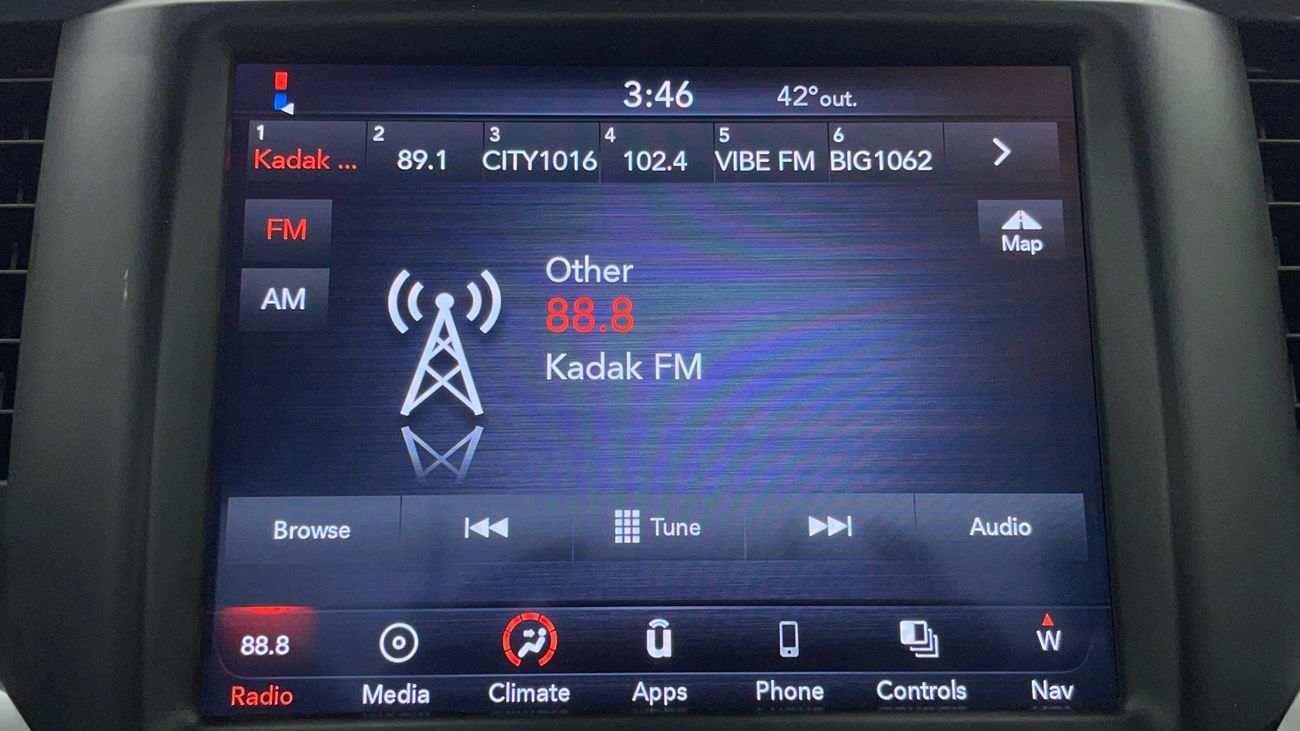 3:46 42°out.
1 2 3 4 5 6
Kadak ... 89.1 CITY1016 102.4 VIBE FM BIG1062
FM
Map
AM
Other
88.8
Kadak FM
Browse Tune Audio
88.8 W
Radio Media Climate Apps Phone Controls Nav